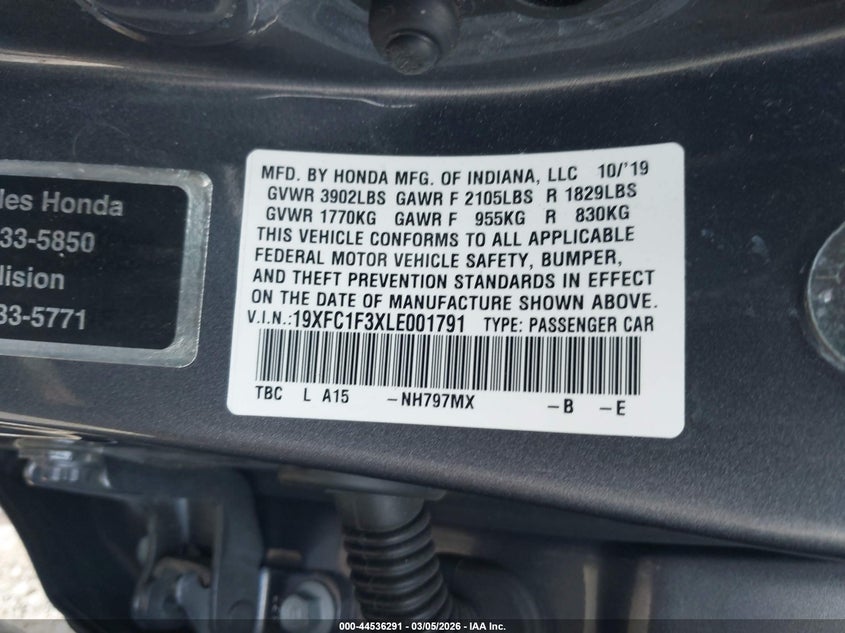 les Honda
33-5850
lision
33-5771
MFD. BY HONDA MFG. OF INDIANA, LLC 10/'19
GVWR 3902LBS GAWR F 2105LBS R 1829LBS
GVWR 1770KG GAWR F 955KG R 830KG
THIS VEHICLE CONFORMS TO ALL APPLICABLE
FEDERAL MOTOR VEHICLE SAFETY, BUMPER,
AND THEFT PREVENTION STANDARDS IN EFFECT
ON THE DATE OF MANUFACTURE SHOWN ABOVE.
V.I.N.:19XFC1F3XLE001791 TYPE: PASSENGER CAR
TBC L A15 -NH797MX -B -E
000-44536291 - 03/05/2026 - IAA Inc.